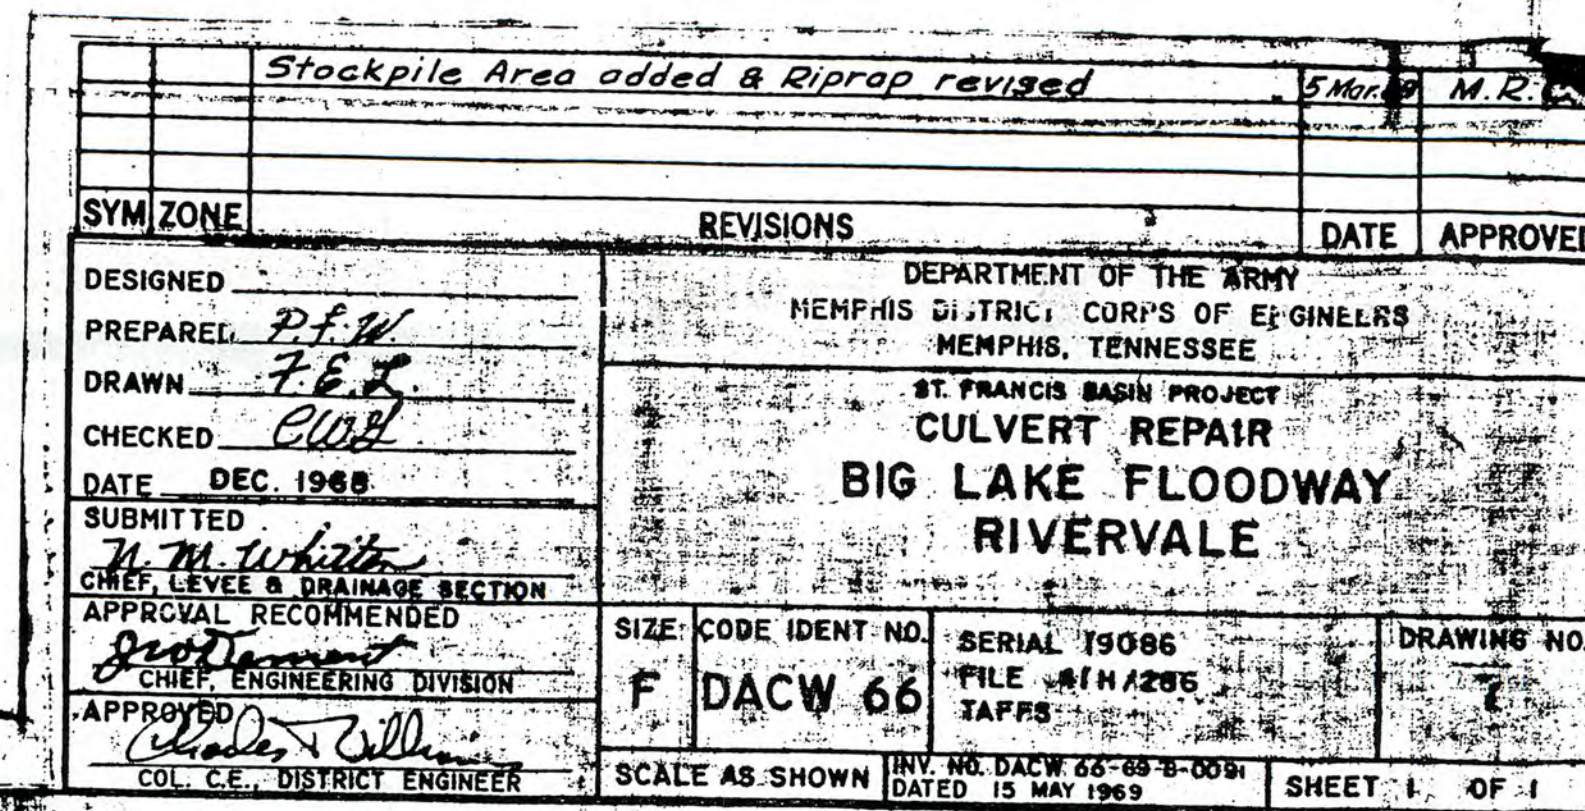 Stockpile Area added & Riprap revised 5 Mar. M.R.
SYM ZONE REVISIONS DATE APPROVED
DESIGNED
PREPARED P.F.W.
DRAWN F.E.L.
CHECKED
DATE DEC. 1968
SUBMITTED
N. M. Whitten
CHIEF, LEVEE & DRAINAGE SECTION
APPROVAL RECOMMENDED
CHIEF, ENGINEERING DIVISION
APPROVED
COL. C.E., DISTRICT ENGINEER
DEPARTMENT OF THE ARMY
MEMPHIS DISTRICT CORPS OF ENGINEERS
MEMPHIS, TENNESSEE
ST. FRANCIS BASIN PROJECT
CULVERT REPAIR
BIG LAKE FLOODWAY
RIVERVALE
SIZE F
CODE IDENT NO. DACW 66
SERIAL 19086
FILE
TAFFS
DRAWING NO.
SCALE AS SHOWN
INV. NO. DACW 66-69-B-0091
DATED 15 MAY 1969
SHEET 1 OF 1